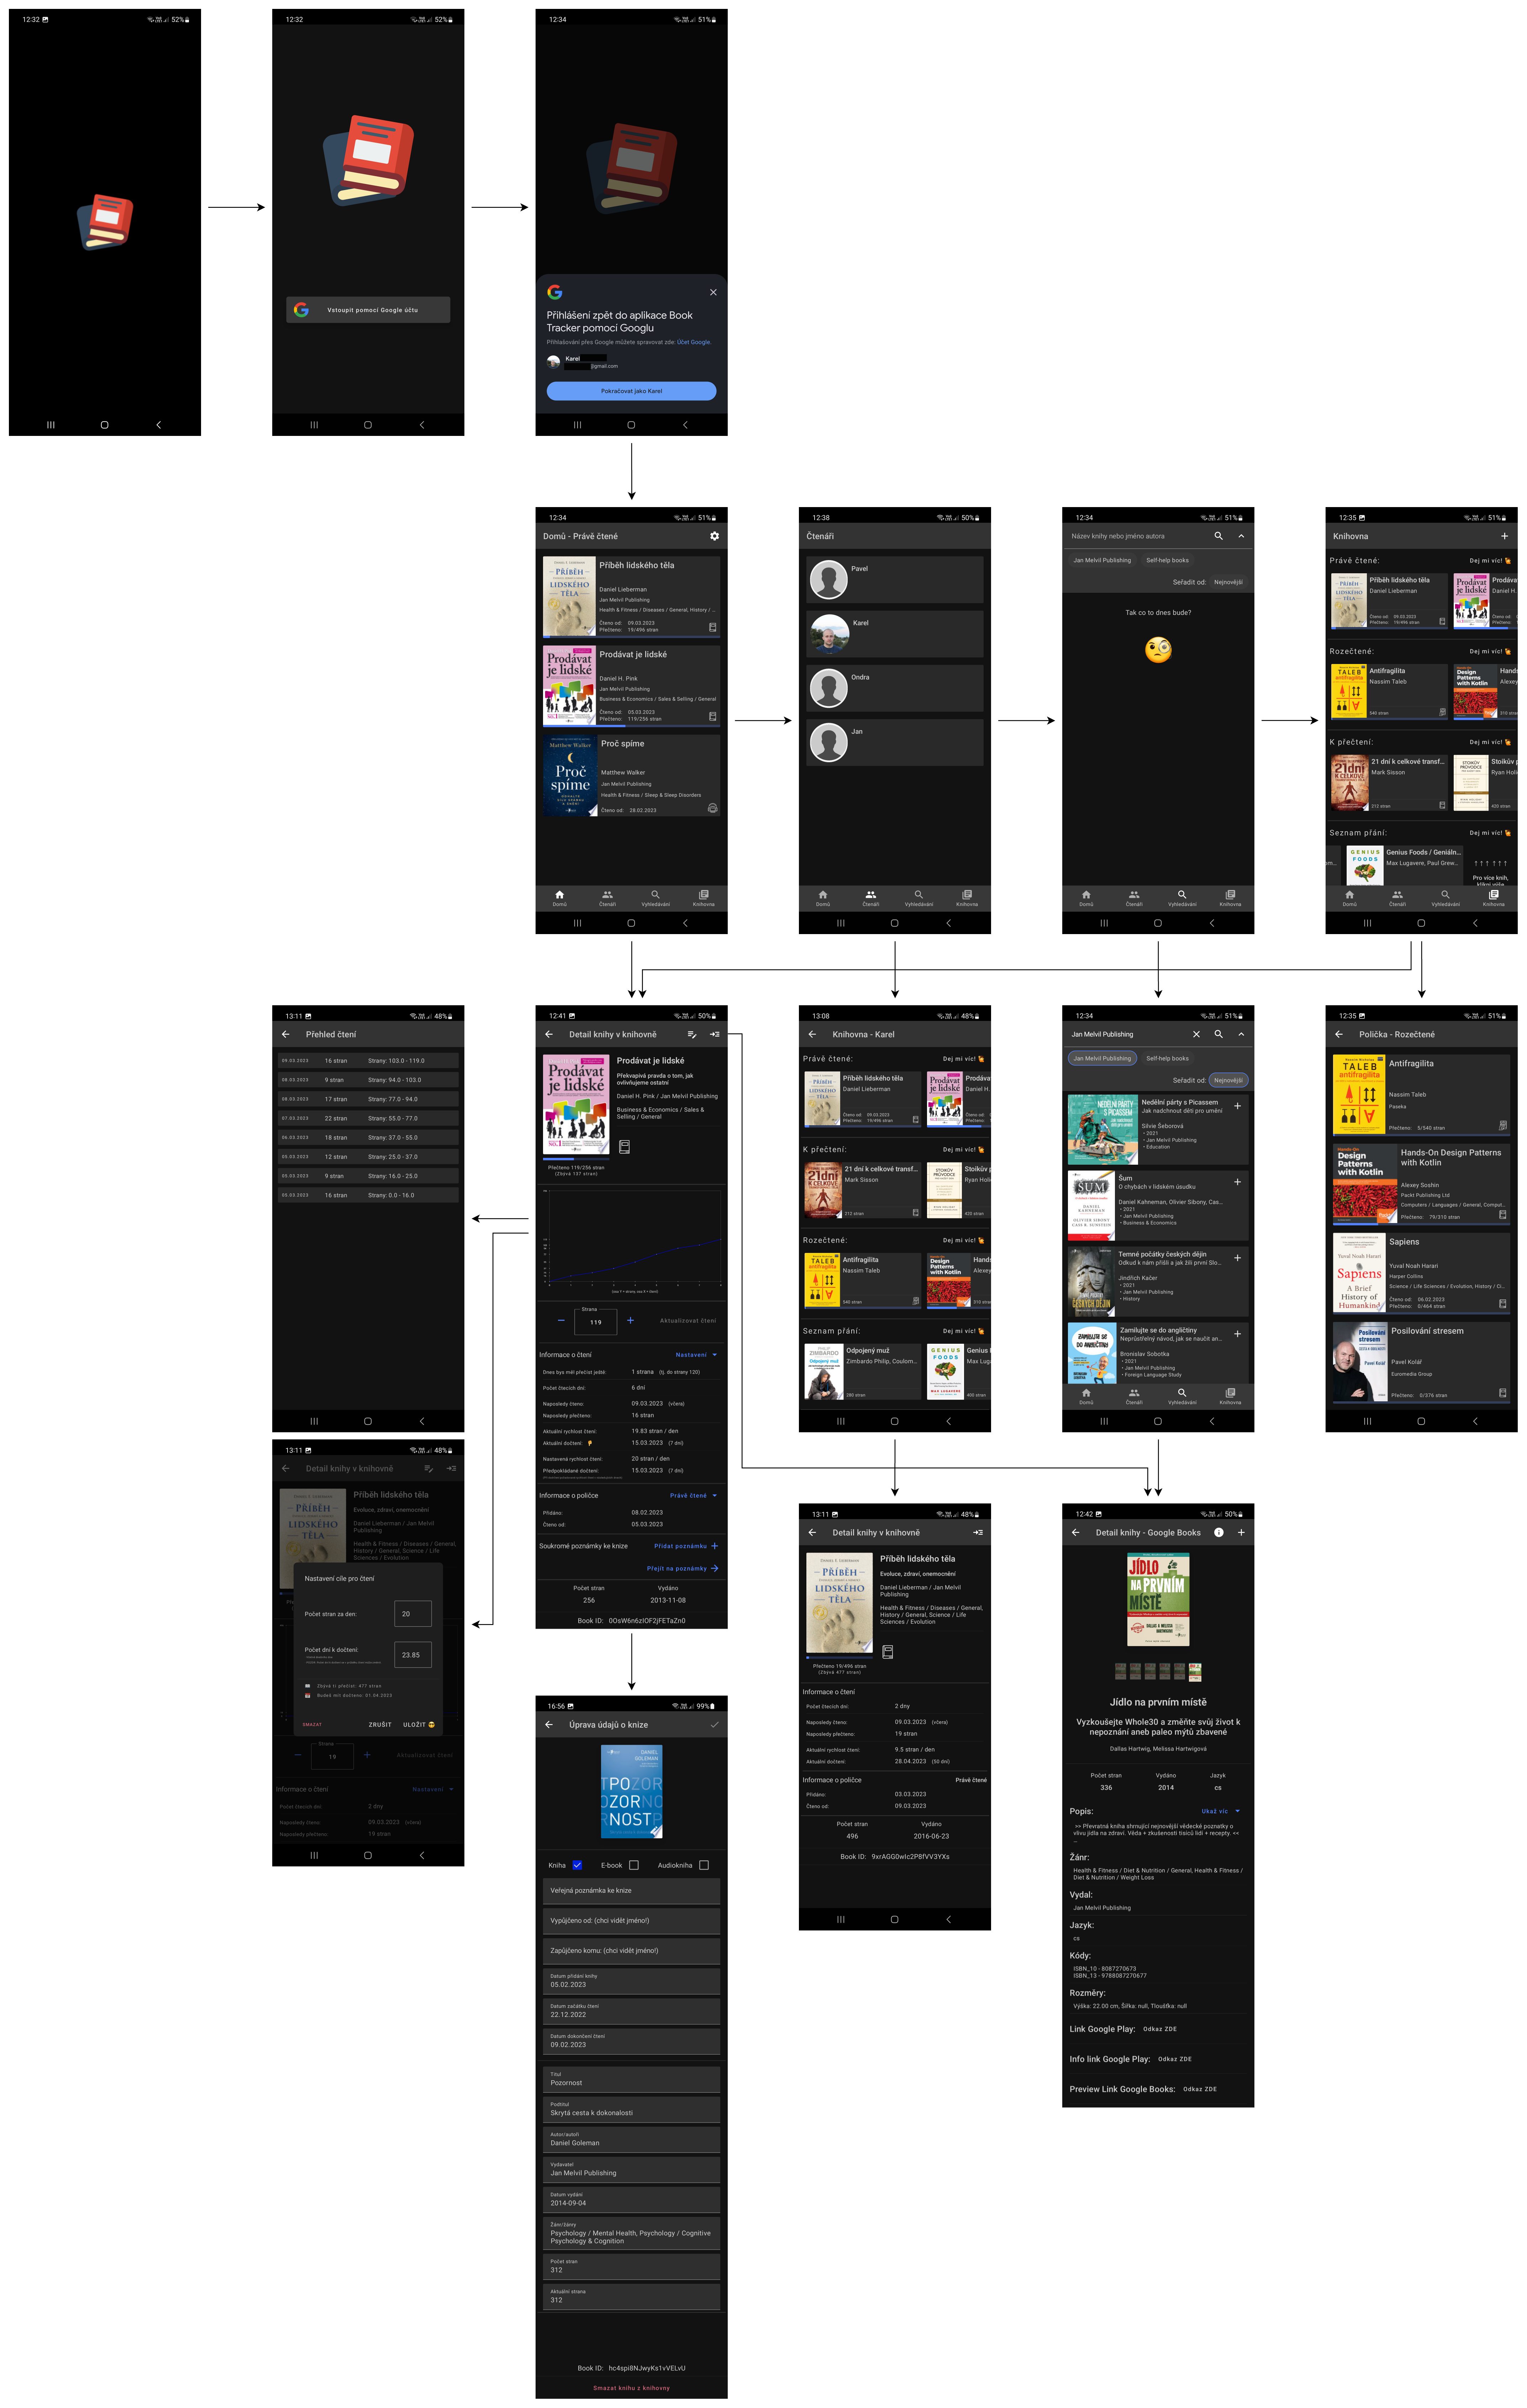 12:32
52%
12:32
52%
Vstoupit pomocí Google účtu
12:34
51%
Přihlášení zpět do aplikace Book
Tracker pomocí Googlu
Přihlašování přes Google můžete spravovat zde: Účet Google.
Karel
@gmail.com
Pokračovat jako Karel
12:34
51%
Domů - Právě čtené
Příběh lidského těla
Daniel Lieberman
Jan Melvil Publishing
Health & Fitness / Diseases / General, History / ...
Čteno od: 09.03.2023
Přečteno: 19/496 stran
Prodávat je lidské
Daniel H. Pink
Jan Melvil Publishing
Business & Economics / Sales & Selling / General
Čteno od: 05.03.2023
Přečteno: 119/256 stran
Proč spíme
Matthew Walker
Jan Melvil Publishing
Health & Fitness / Sleep & Sleep Disorders
Čteno od: 28.02.2023
Domů Čtenáři Vyhledávání Knihovna
12:38
50%
Čtenáři
Pavel
Karel
Ondra
Jan
Domů Čtenáři Vyhledávání Knihovna
12:34
51%
Název knihy nebo jméno autora
Jan Melvil Publishing Self-help books
Seřadit od: Nejnovější
Tak co to dnes bude?
Domů Čtenáři Vyhledávání Knihovna
12:35
51%
Knihovna
Právě čtené: Dej mi víc!
Příběh lidského těla
Daniel Lieberman
Čteno od: 09.03.2023
Přečteno: 19/496 stran
Prodáva
Daniel H.
Rozečtené: Dej mi víc!
Antifragilita
Nassim Taleb
540 stran
Hands
Alexey
310 stran
K přečtení: Dej mi víc!
21 dní k celkové transf...
Mark Sisson
212 stran
Stoikův p
Ryan Holi
420 stran
Seznam přání: Dej mi víc!
Genius Foods / Geniáln...
Max Lugavere, Paul Grew...
↑↑↑ ↑↑↑
Pro více knih,
Domů Čtenáři Vyhledávání Knihovna
13:11
48%
Přehled čtení
09.03.2023 16 stran Strany: 103.0 - 119.0
08.03.2023 9 stran Strany: 94.0 - 103.0
08.03.2023 17 stran Strany: 77.0 - 94.0
07.03.2023 22 stran Strany: 55.0 - 77.0
06.03.2023 18 stran Strany: 37.0 - 55.0
05.03.2023 12 stran Strany: 25.0 - 37.0
05.03.2023 9 stran Strany: 16.0 - 25.0
05.03.2023 16 stran Strany: 0.0 - 16.0
12:41
50%
Detail knihy v knihovně
Prodávat je lidské
Překvapivá pravda o tom, jak
ovlivňujeme ostatní
Daniel H. Pink / Jan Melvil Publishing
Business & Economics / Sales &
Selling / General
Přečteno 119/256 stran
(Zbývá 137 stran)
Strana
119
Aktualizovat čtení
Informace o čtení Nastavení
Dnes bys měl přečíst ještě: 1 strana (tj. do strany 120)
Počet čtecích dní: 6 dní
Naposledy čteno: 09.03.2023 (včera)
Naposledy přečteno: 16 stran
Aktuální rychlost čtení: 19.83 stran / den
Aktuální dočtení: 15.03.2023 (7 dní)
Nastavená rychlost čtení: 20 stran / den
Předpokládané dočtení: 15.03.2023 (7 dní)
Informace o poličce Právě čtené
Přidáno: 08.02.2023
Čteno od: 05.03.2023
Soukromé poznámky ke knize Přidat poznámku
Přejít na poznámky
Počet stran Vydáno
256 2013-11-08
Book ID: 0OsW6n6zIOF2jFETaZn0
13:08
48%
Knihovna - Karel
Právě čtené: Dej mi víc!
Příběh lidského těla
Daniel Lieberman
Čteno od: 09.03.2023
Přečteno: 19/496 stran
Prodáva
Daniel H.
K přečtení: Dej mi víc!
21 dní k celkové transf...
Mark Sisson
212 stran
Stoikův p
Ryan Holi
420 stran
Rozečtené: Dej mi víc!
Antifragilita
Nassim Taleb
540 stran
Hands
Alexey
310 stran
Seznam přání: Dej mi víc!
Odpojený muž
Zimbardo Philip, Coulom...
280 stran
Genius F
Max Luga
400 stran
12:34
51%
Jan Melvil Publishing
Jan Melvil Publishing Self-help books
Seřadit od: Nejnovější
Nedělní párty s Picassem
Jak nadchnout děti pro umění
Silvie Šeborová
• 2021
• Jan Melvil Publishing
• Education
Šum
O chybách v lidském úsudku
Daniel Kahneman, Olivier Sibony, Cas...
• 2021
• Jan Melvil Publishing
• Business & Economics
Temné počátky českých dějin
Odkud k nám přišli a jak žili první Slo...
Jindřich Kačer
• 2021
• Jan Melvil Publishing
• History
Zamilujte se do angličtiny
Neprůstřelný návod, jak se naučit an...
Bronislav Sobotka
• 2021
• Jan Melvil Publishing
• Foreign Language Study
Domů Čtenáři Vyhledávání Knihovna
12:35
51%
Polička - Rozečtené
Antifragilita
Nassim Taleb
Paseka
Přečteno: 5/540 stran
Hands-On Design Patterns
with Kotlin
Alexey Soshin
Packt Publishing Ltd
Computers / Languages / General, Comput...
Přečteno: 79/310 stran
Sapiens
Yuval Noah Harari
Harper Collins
Science / Life Sciences / Evolution, History / Ci...
Čteno od: 06.02.2023
Přečteno: 0/464 stran
Posilování stresem
Pavel Kolář
Euromedia Group
Přečteno: 0/376 stran
13:11
48%
Detail knihy v knihovně
Příběh lidského těla
Evoluce, zdraví, onemocnění
Daniel Lieberman / Jan Melvil
Publishing
Health & Fitness / Diseases / General,
History / General, Science / Life
Sciences / Evolution
Nastavení cíle pro čtení
Počet stran za den: 20
Počet dní k dočtení: 23.85
Zbývá ti přečíst: 477 stran
Budeš mít dočteno: 01.04.2023
SMAZAT ZRUŠIT ULOŽIT
Strana
19
Aktualizovat čtení
Informace o čtení Nastavení
Počet čtecích dní: 2 dny
Naposledy čteno: 09.03.2023 (včera)
Naposledy přečteno: 19 stran
16:56
99%
Úprava údajů o knize
DANIEL
GOLEMAN
Kniha E-book Audiokniha
Veřejná poznámka ke knize
Vypůjčeno od: (chci vidět jméno!)
Zapůjčeno komu: (chci vidět jméno!)
Datum přidání knihy
05.02.2023
Datum začátku čtení
22.12.2022
Datum dokončení čtení
09.02.2023
Titul
Pozornost
Podtitul
Skrytá cesta k dokonalosti
Autor/autoři
Daniel Goleman
Vydavatel
Jan Melvil Publishing
Datum vydání
2014-09-04
Žánr/žánry
Psychology / Mental Health, Psychology / Cognitive
Psychology & Cognition
Počet stran
312
Aktuální strana
312
Book ID: hc4spi8NJwyKs1vVELvU
Smazat knihu z knihovny
13:11
48%
Detail knihy v knihovně
Příběh lidského těla
Evoluce, zdraví, onemocnění
Daniel Lieberman / Jan Melvil
Publishing
Health & Fitness / Diseases / General,
History / General, Science / Life
Sciences / Evolution
Přečteno 19/496 stran
(Zbývá 477 stran)
Informace o čtení
Počet čtecích dní: 2 dny
Naposledy čteno: 09.03.2023 (včera)
Naposledy přečteno: 19 stran
Aktuální rychlost čtení: 9.5 stran / den
Aktuální dočtení: 28.04.2023 (50 dní)
Informace o poličce Právě čtené
Přidáno: 03.03.2023
Čteno od: 09.03.2023
Počet stran Vydáno
496 2016-06-23
Book ID: 9xrAGG0wIc2P8fVV3YXs
12:42
50%
Detail knihy - Google Books
JÍDLO
NA PRVNÍM
MÍSTĚ
Jídlo na prvním místě
Vyzkoušejte Whole30 a změňte svůj život k
nepoznání aneb paleo mýtů zbavené
Dallas Hartwig, Melissa Hartwigová
Počet stran Vydáno Jazyk
336 2014 cs
Popis: Ukaž víc
>> Převratná kniha shrnující nejnovější vědecké poznatky o
vlivu jídla na zdraví. Věda + zkušenosti tisíců lidí + recepty. <<
...
Žánr:
Health & Fitness / Diet & Nutrition / General, Health & Fitness /
Diet & Nutrition / Weight Loss
Vydal:
Jan Melvil Publishing
Jazyk:
cs
Kódy:
ISBN_10 - 8087270673
ISBN_13 - 9788087270677
Rozměry:
Výška: 22.00 cm, Šířka: null, Tloušťka: null
Link Google Play: Odkaz ZDE
Info link Google Play: Odkaz ZDE
Preview Link Google Books: Odkaz ZDE